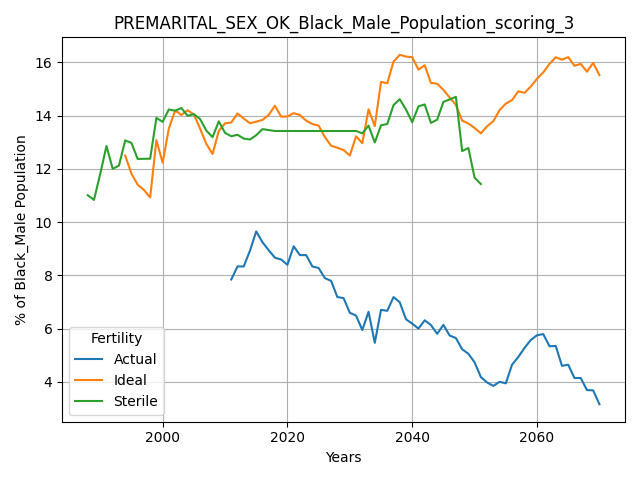 PREMARITAL_SEX_OK_Black_Male_Population_scoring_3
% of Black_Male Population
16
14
12
10
8
6
4
Fertility
Actual
Ideal
Sterile
2000
2020
2040
2060
Years